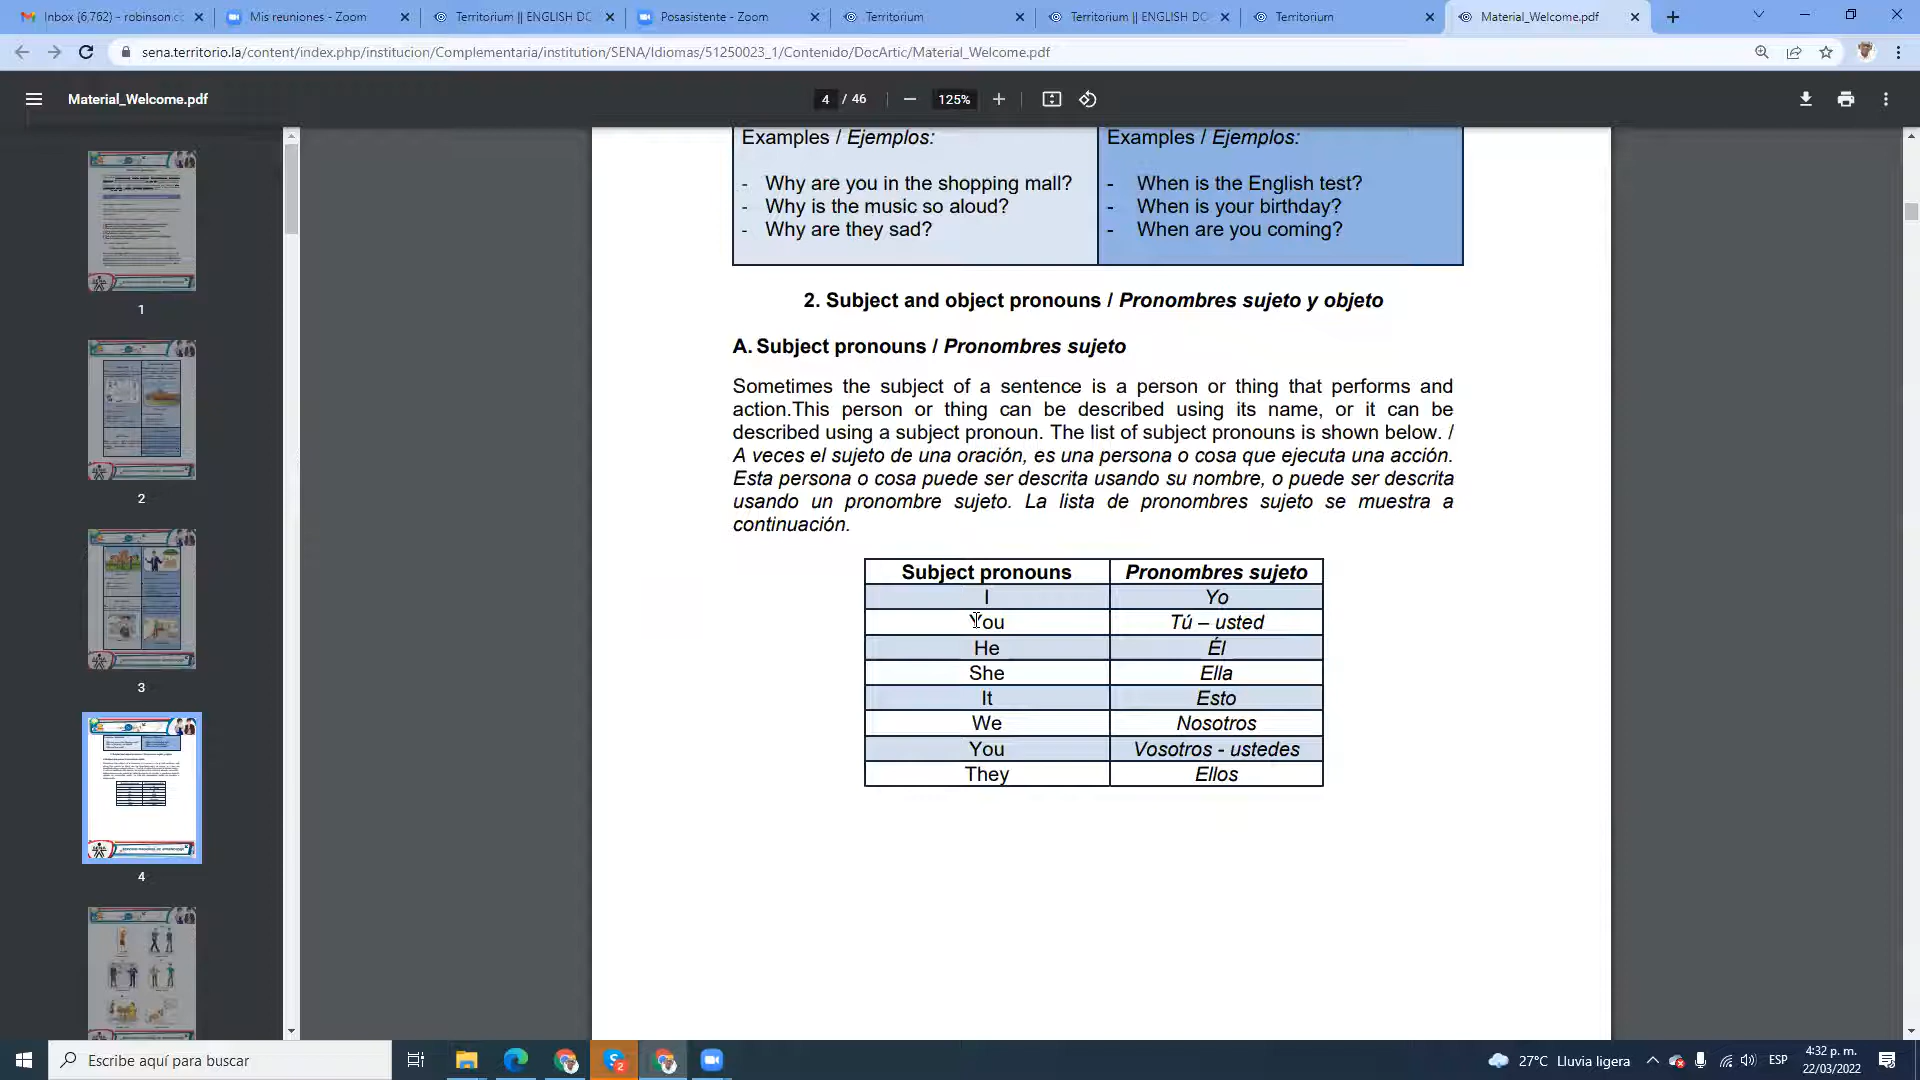 Inbox (6,762) – robinson.cc
Mis reuniones - Zoom
Territorium || ENGLISH DO
Posasistente - Zoom
Territorium
Territorium || ENGLISH DO
Territorium
Material_Welcome.pdf
sena.territorio.la/content/index.php/institucion/Complementaria/institution/SENA/Idiomas/51250023_1/Contenido/DocArtic/Material_Welcome.pdf
Material_Welcome.pdf
4 / 46
125%
1
2
3
4
Examples / Ejemplos:
- Why are you in the shopping mall?
- Why is the music so aloud?
- Why are they sad?
Examples / Ejemplos:
- When is the English test?
- When is your birthday?
- When are you coming?
2. Subject and object pronouns / Pronombres sujeto y objeto
A. Subject pronouns / Pronombres sujeto
Sometimes the subject of a sentence is a person or thing that performs and
action.This person or thing can be described using its name, or it can be
described using a subject pronoun. The list of subject pronouns is shown below. /
A veces el sujeto de una oración, es una persona o cosa que ejecuta una acción.
Esta persona o cosa puede ser descrita usando su nombre, o puede ser descrita
usando un pronombre sujeto. La lista de pronombres sujeto se muestra a
continuación.
Subject pronouns Pronombres sujeto
I Yo
You Tú – usted
He Él
She Ella
It Esto
We Nosotros
You Vosotros - ustedes
They Ellos
Escribe aquí para buscar
27°C Lluvia ligera
ESP
4:32 p. m.
22/03/2022